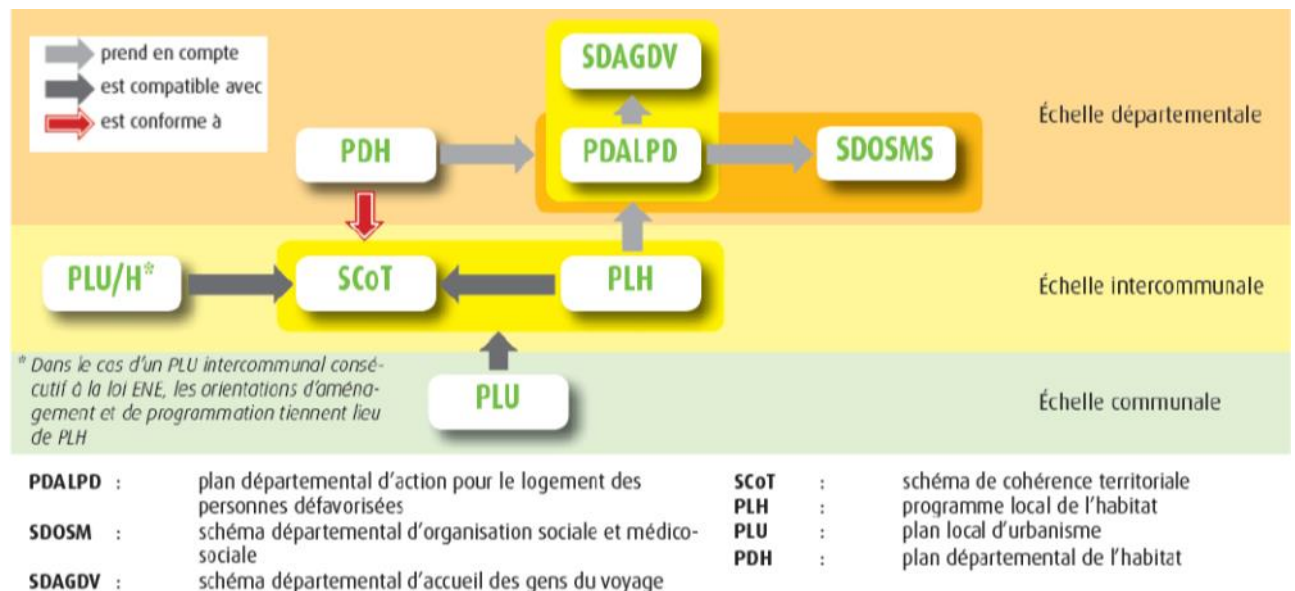 prend en compte
est compatible avec
est conforme à
SDAGDV
Échelle départementale
PDH
PDALPD
SDOSMS
PLU/H*
SCoT
PLH
Échelle intercommunale
* Dans le cas d'un PLU intercommunal consé-
cutif à la loi ENE, les orientations d'aména-
gement et de programmation tiennent lieu
de PLH
PLU
Échelle communale
PDALPD : plan départemental d'action pour le logement des
personnes défavorisées
SDOSM : schéma départemental d'organisation sociale et médico-
sociale
SDAGDV : schéma départemental d'accueil des gens du voyage
SCoT : schéma de cohérence territoriale
PLH : programme local de l'habitat
PLU : plan local d'urbanisme
PDH : plan départemental de l'habitat